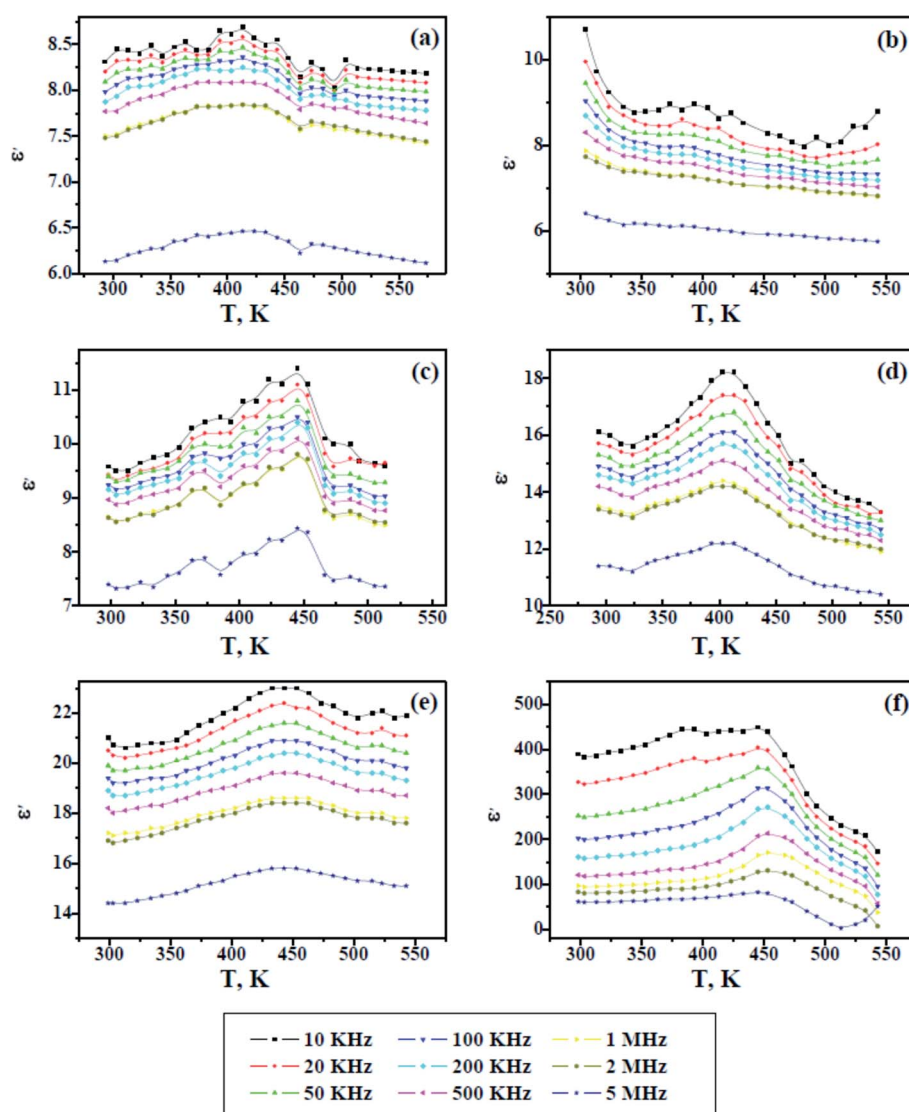 (a)
8.5
8.0
7.5
6.5
6.0
ε′
300 350 400 450 500 550
T, K
(b)
10
8
6
ε′
300 350 400 450 500 550
T, K
(c)
11
10
9
8
7
ε′
300 350 400 450 500 550
T, K
(d)
18
16
14
12
10
ε′
250 300 350 400 450 500 550
T, K
(e)
22
20
18
16
14
ε′
300 350 400 450 500 550
T, K
(f)
500
400
300
200
100
0
ε′
300 350 400 450 500 550
T, K
10 KHz 100 KHz 1 MHz
20 KHz 200 KHz 2 MHz
50 KHz 500 KHz 5 MHz